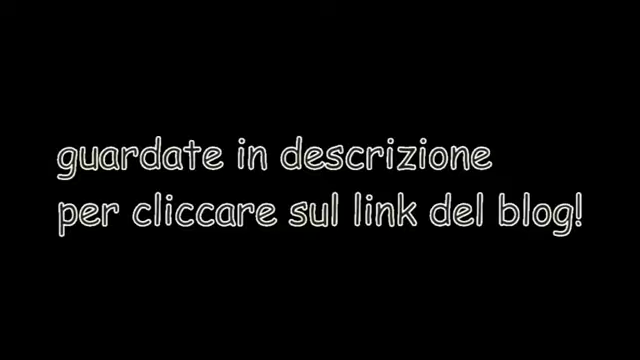 guardate in descrizione
per cliccare sul link del blog!